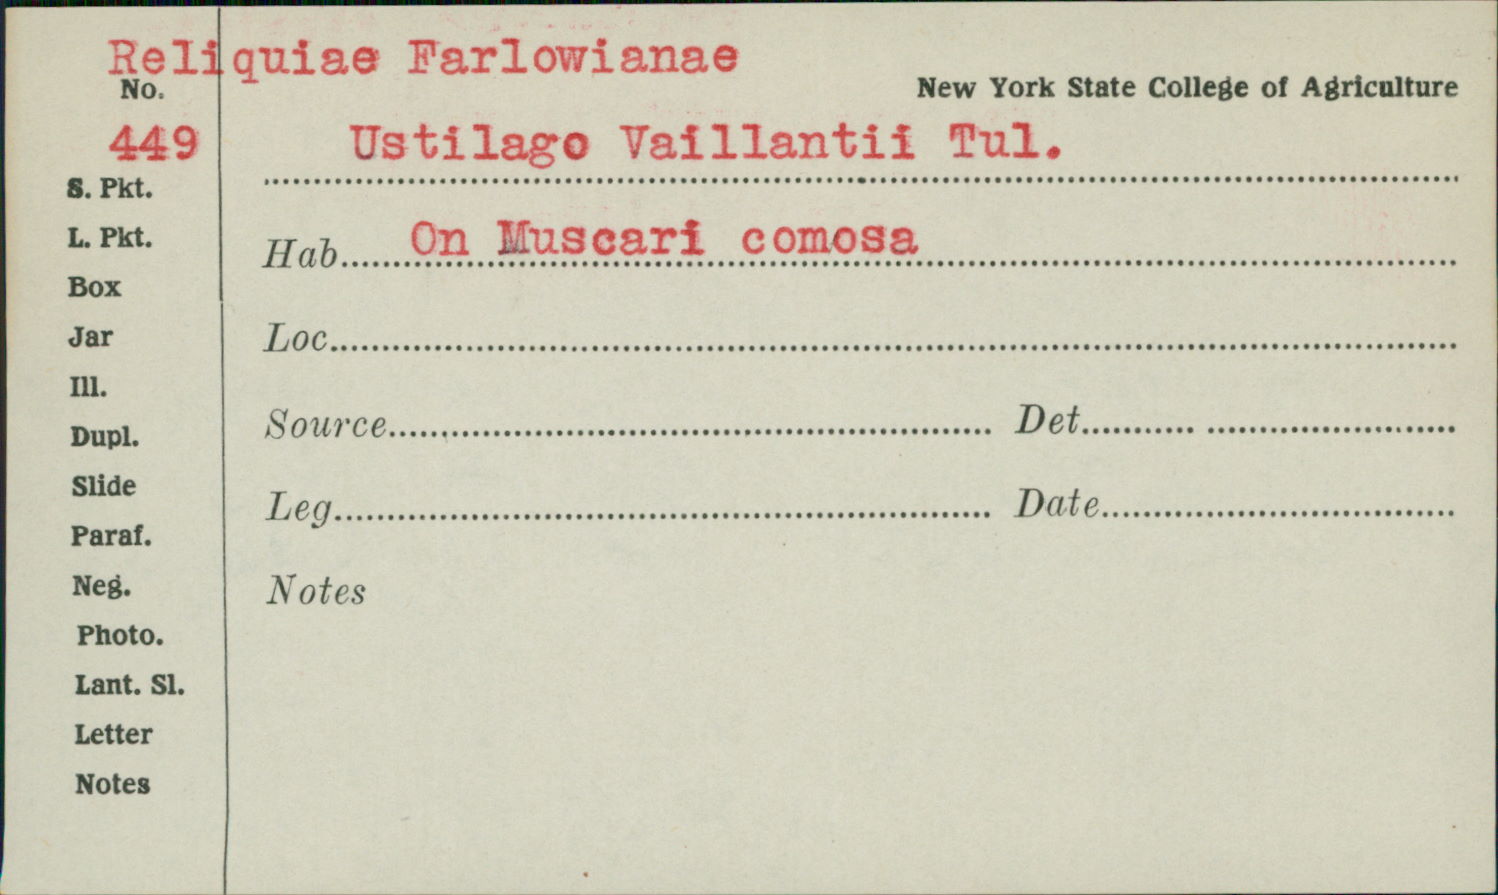 Reliquiae Farlowianae
No.
New York State College of Agriculture
449
Ustilago Vaillantii Tul.
S. Pkt.
L. Pkt.
Hab. On Muscari comosa
Box
Jar
Loc.
Ill.
Dupl.
Source Det.
Slide
Leg. Date
Paraf.
Neg.
Notes
Photo.
Lant. Sl.
Letter
Notes